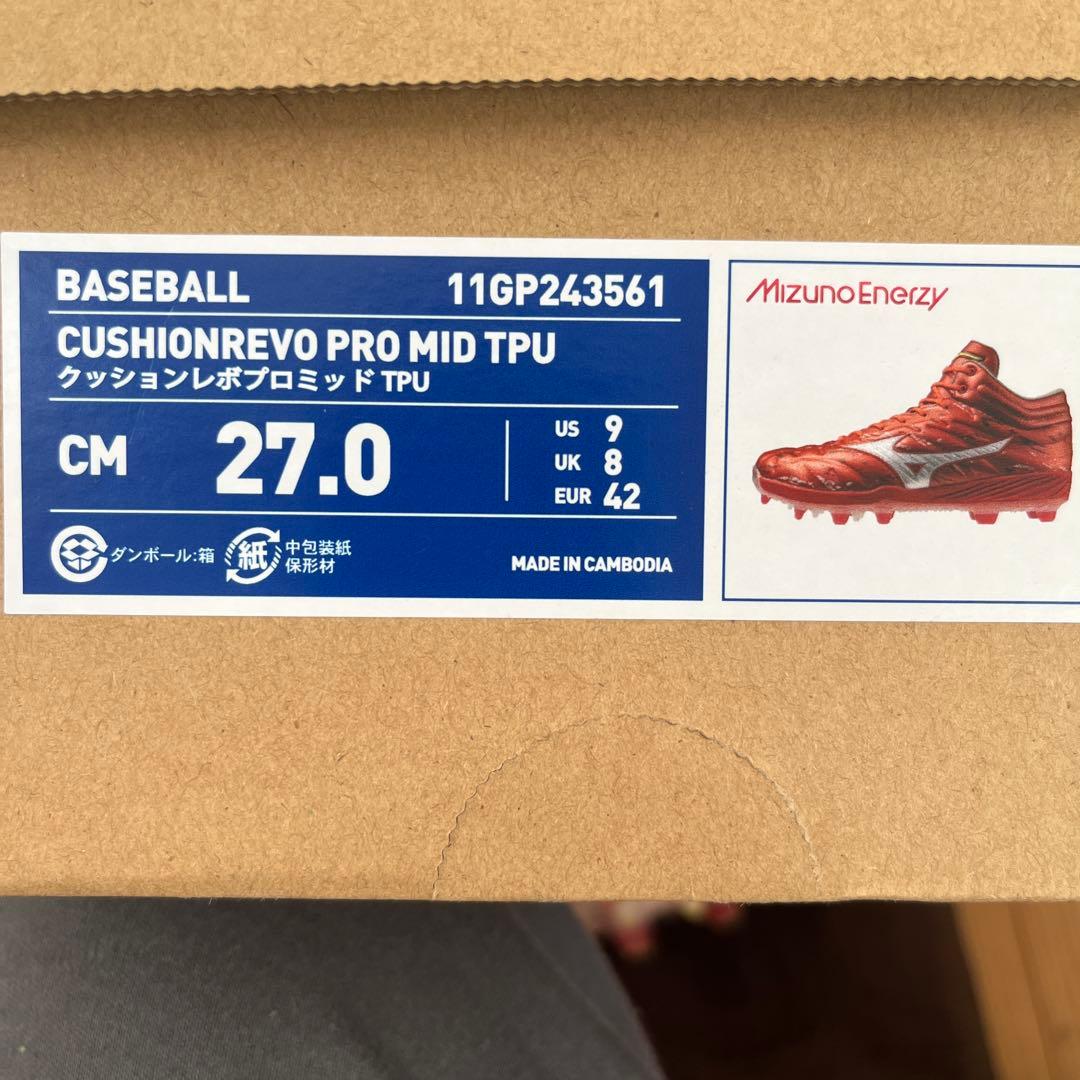 BASEBALL 11GP243561
CUSHIONREVO PRO MID TPU
クッションレボプロミッド TPU
CM 27.0
US 9
UK 8
EUR 42
ダンボール:箱
紙
中包装紙
保形材
MADE IN CAMBODIA
MIZUNO ENERZY